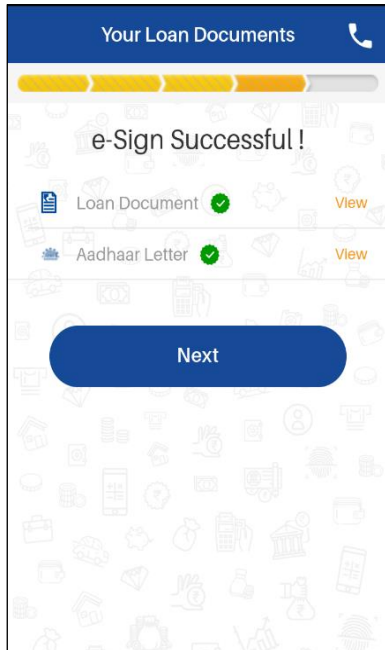 Your Loan Documents
e-Sign Successful !
Loan Document View
Aadhaar Letter View
Next